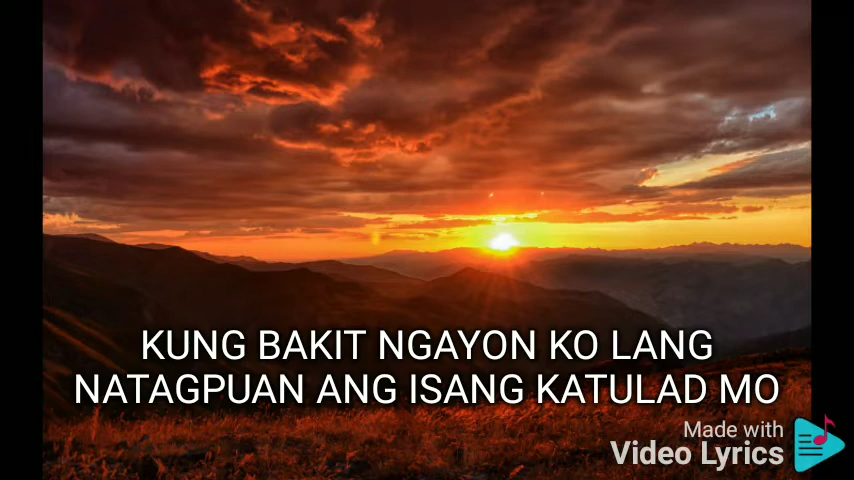 KUNG BAKIT NGAYON KO LANG
NATAGPUAN ANG ISANG KATULAD MO
Made with
Video Lyrics